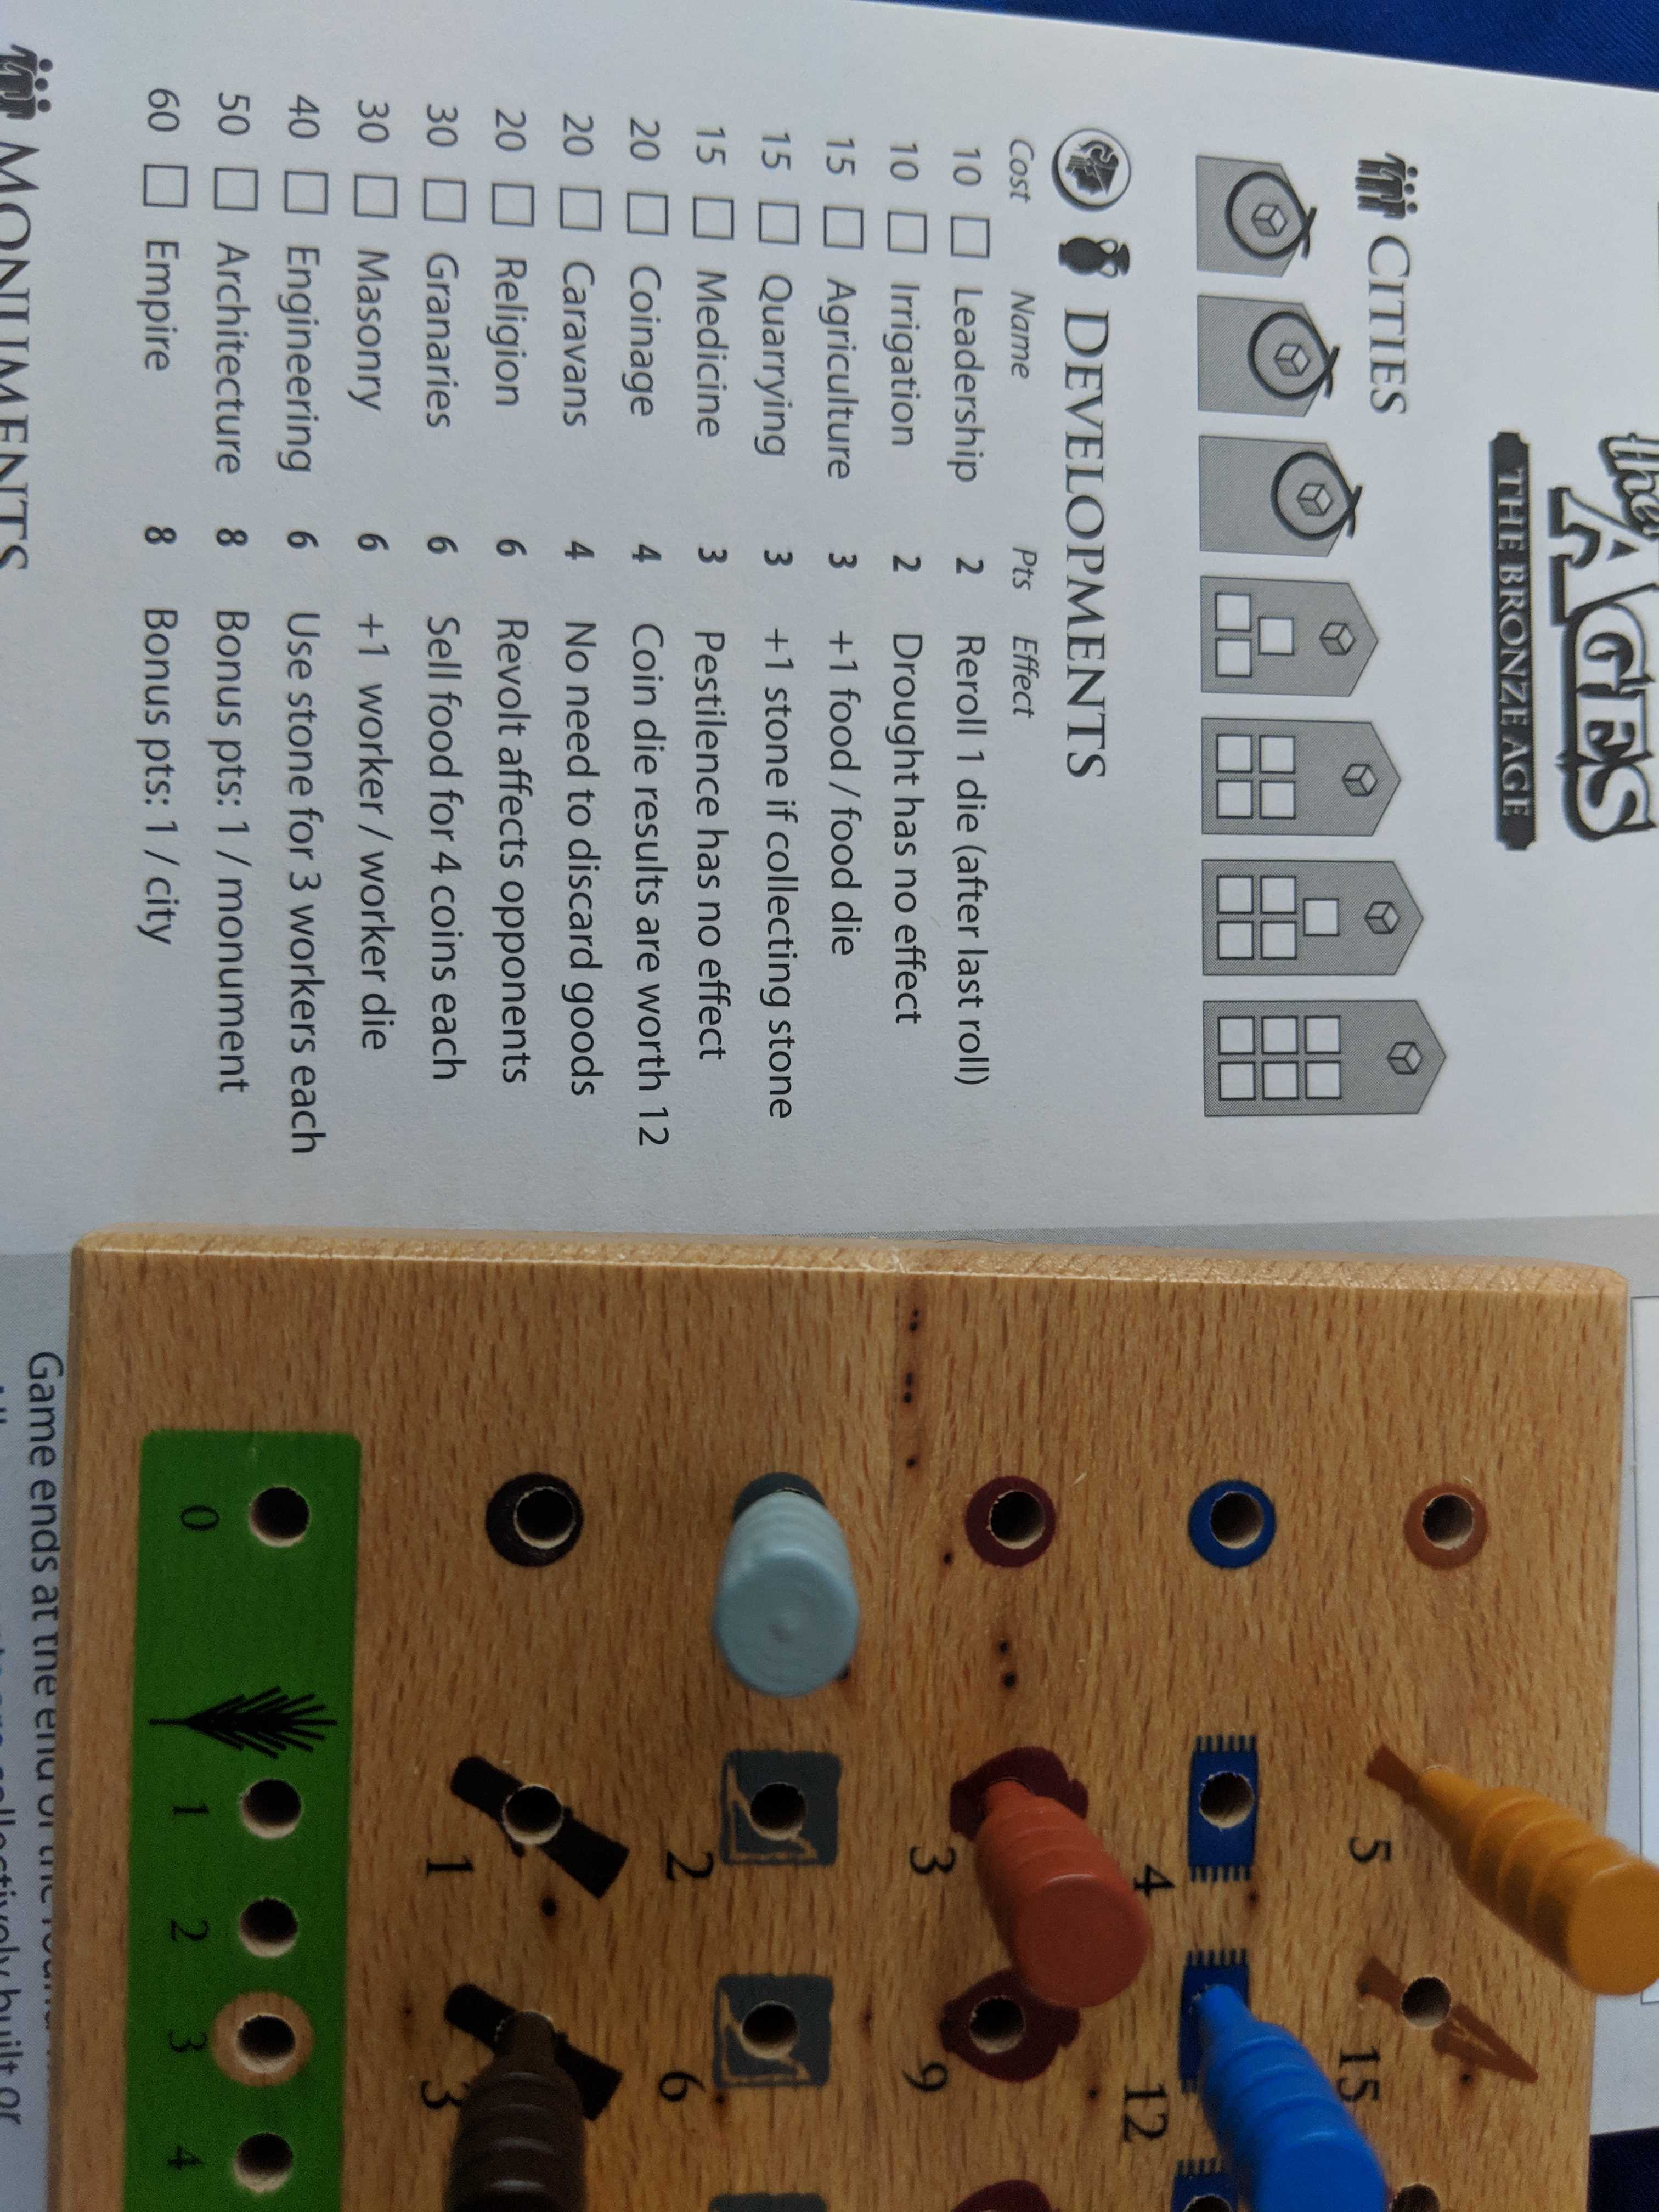 the
AGES
THE BRONZE AGE
CITIES
DEVELOPMENTS
Cost Name Pts Effect
10 Leadership 2 Reroll 1 die (after last roll)
10 Irrigation 2 Drought has no effect
15 Agriculture 3 +1 food / food die
15 Quarrying 3 +1 stone if collecting stone
15 Medicine 3 Pestilence has no effect
20 Coinage 4 Coin die results are worth 12
20 Caravans 4 No need to discard goods
20 Religion 6 Revolt affects opponents
30 Granaries 6 Sell food for 4 coins each
30 Masonry 6 +1 worker / worker die
40 Engineering 6 Use stone for 3 workers each
50 Architecture 8 Bonus pts: 1 / monument
60 Empire 8 Bonus pts: 1 / city
MONUMENTS
5 15
4 12
3 9
2 6
1 3
0 1 2 3 4
Game ends at the end of the round
collectively built or